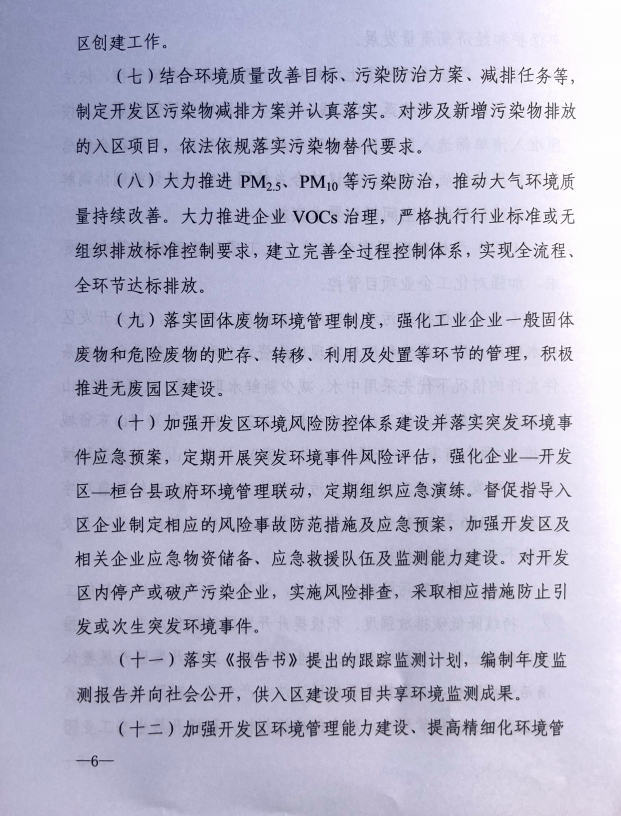 区创建工作。
（七）结合环境质量改善目标、污染防治方案、减排任务等，
制定开发区污染物减排方案并认真落实。对涉及新增污染物排放
的入区项目，依法依规落实污染物替代要求。
（八）大力推进 PM2.5、PM10 等污染防治，推动大气环境质
量持续改善。大力推进企业 VOCs 治理，严格执行行业标准或无
组织排放标准控制要求，建立完善全过程控制体系，实现全流程、
全环节达标排放。
（九）落实固体废物环境管理制度，强化工业企业一般固体
废物和危险废物的贮存、转移、利用及处置等环节的管理，积极
推进无废园区建设。
（十）加强开发区环境风险防控体系建设并落实突发环境事
件应急预案，定期开展突发环境事件风险评估，强化企业—开发
区—桓台县政府环境管理联动，定期组织应急演练。督促指导入
区企业制定相应的风险事故防范措施及应急预案，加强开发区及
相关企业应急物资储备、应急救援队伍及监测能力建设。对开发
区内停产或破产污染企业，实施风险排查，采取相应措施防止引
发或次生突发环境事件。
（十一）落实《报告书》提出的跟踪监测计划，编制年度监
测报告并向社会公开，供入区建设项目共享环境监测成果。
（十二）加强开发区环境管理能力建设、提高精细化环境管
—6—